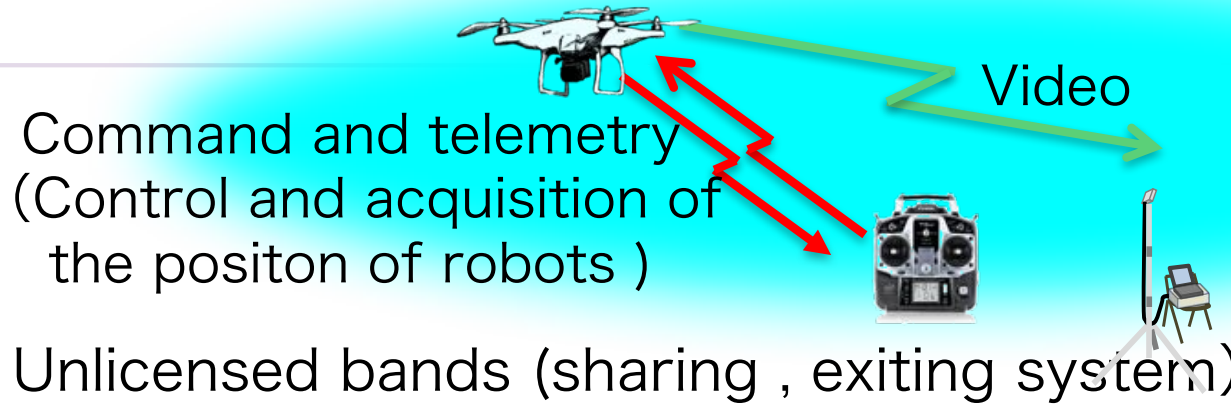 Video
Command and telemetry
(Control and acquisition of
the positon of robots )
Unlicensed bands (sharing , exiting system)